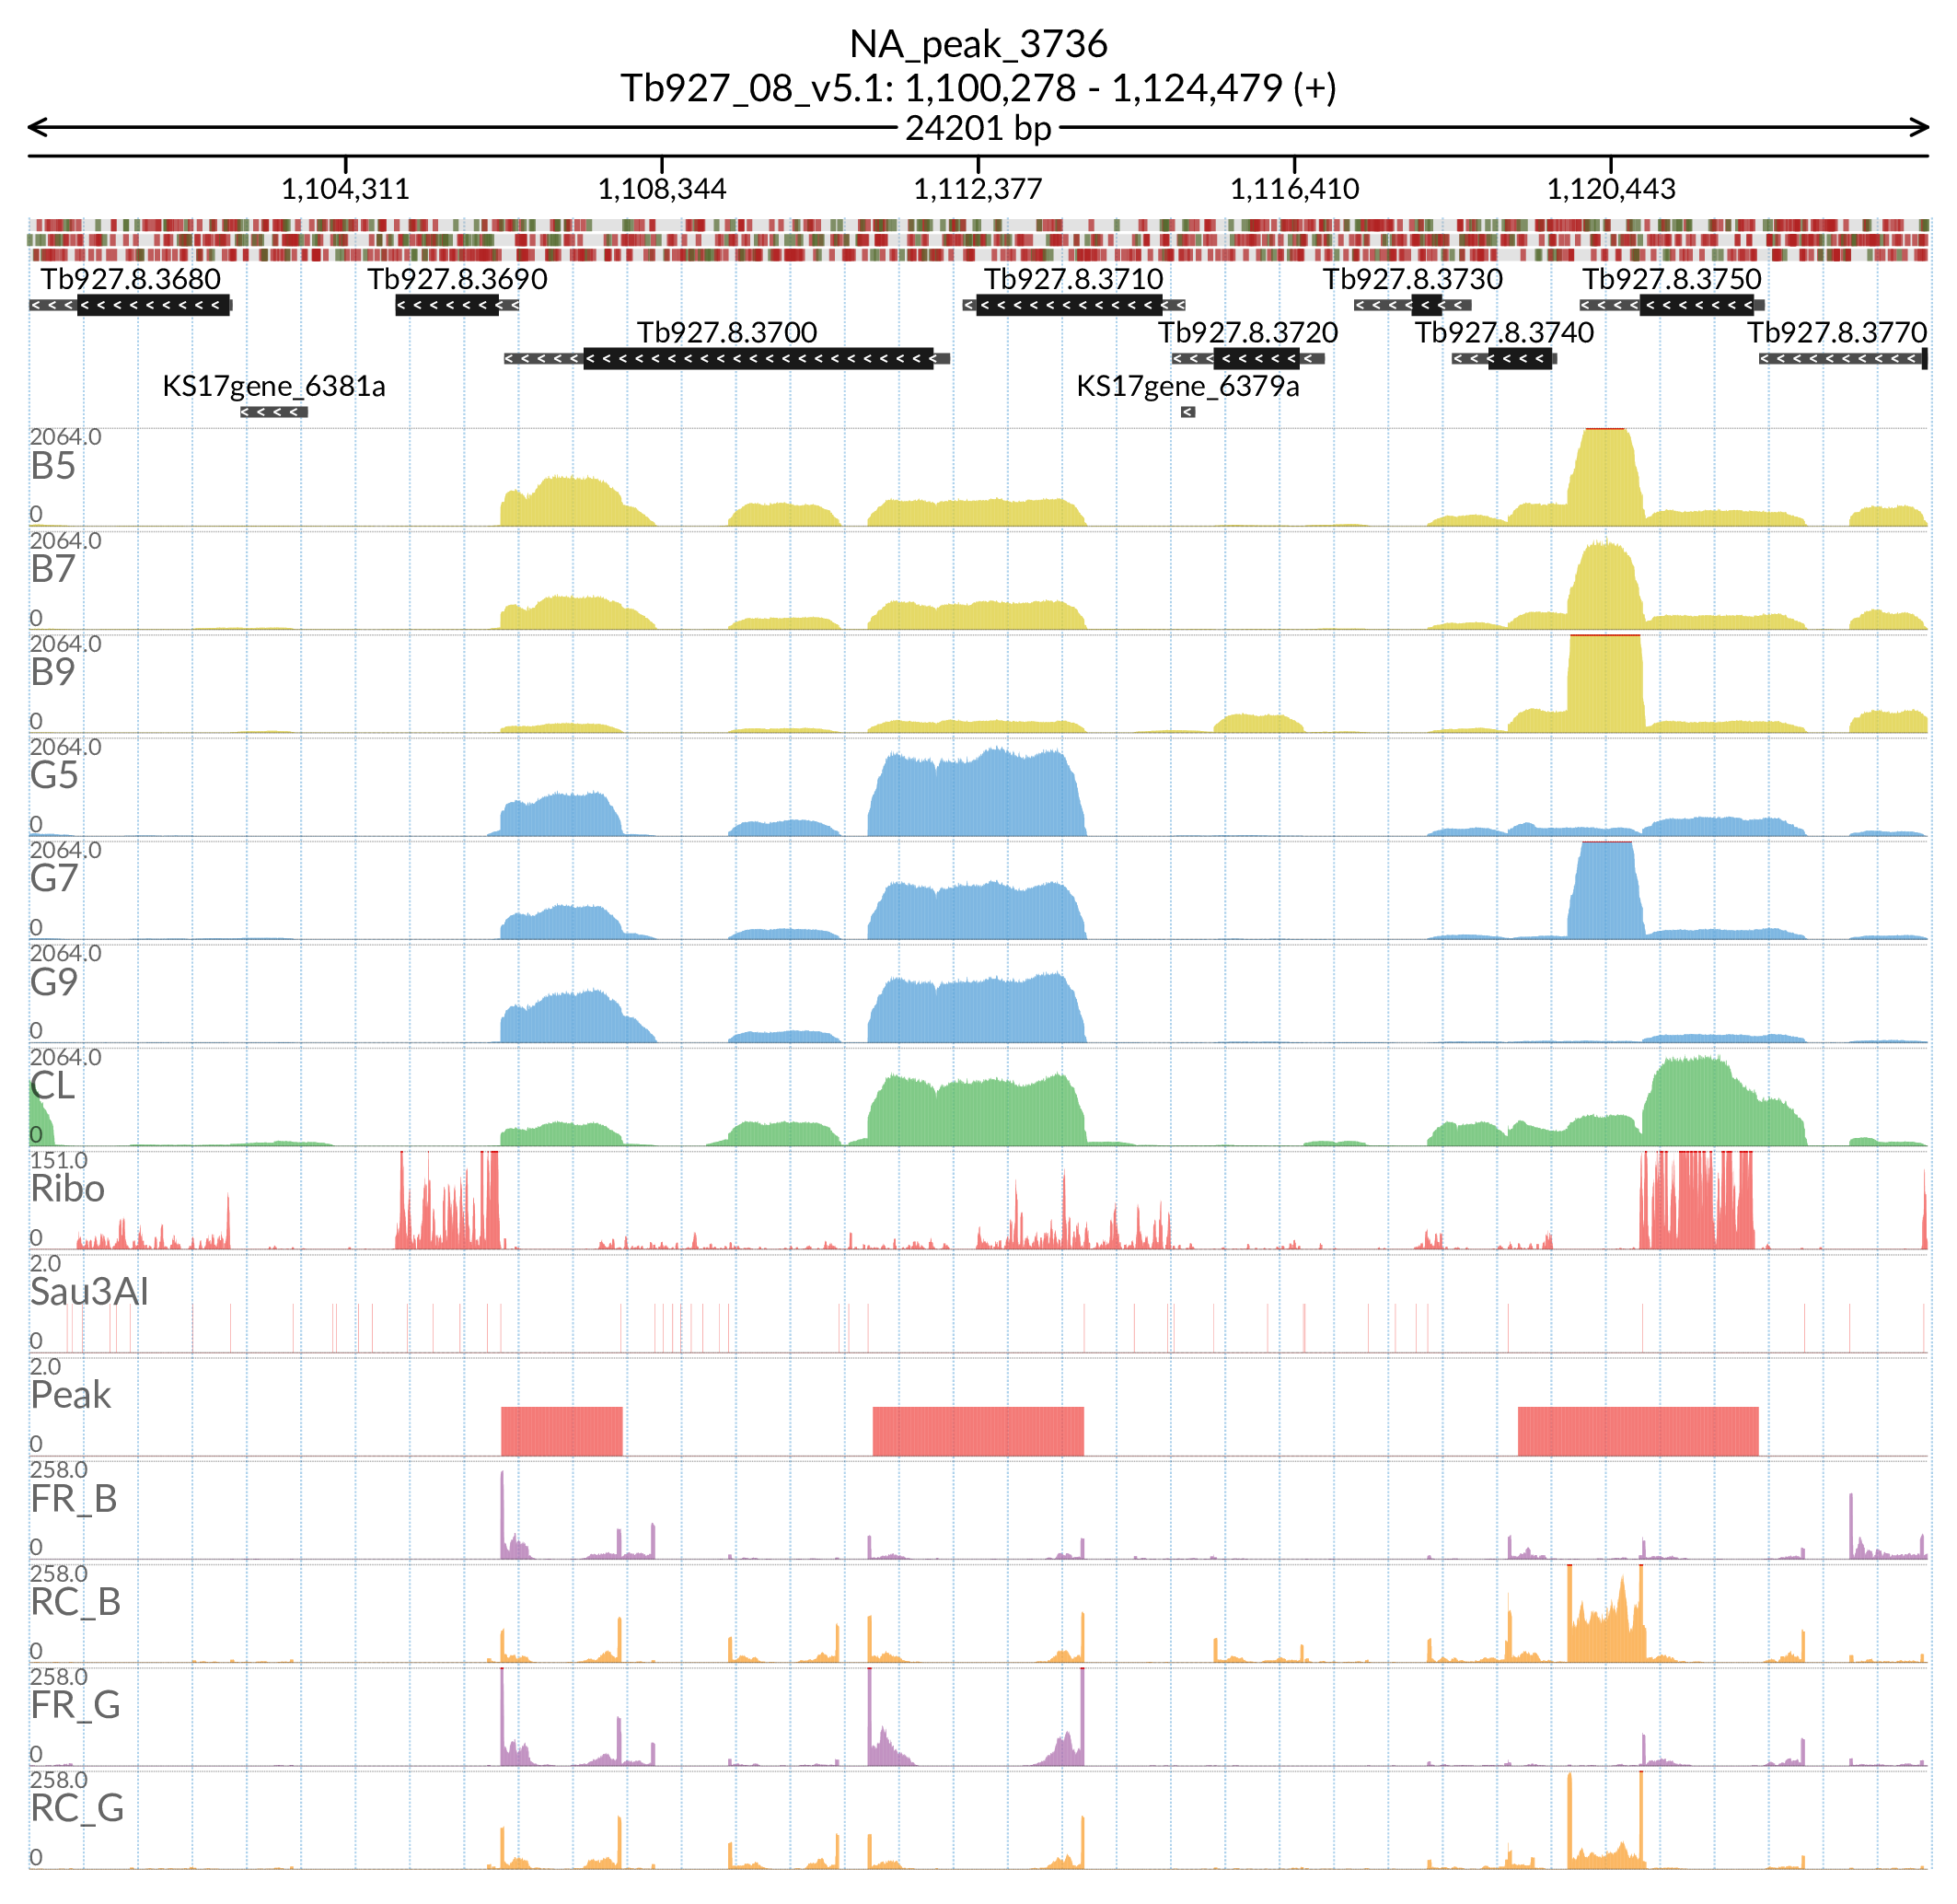 NA_peak_3736
Tb927_08_v5.1: 1,100,278 - 1,124,479 (+)
24201 bp
1,104,311 1,108,344 1,112,377 1,116,410 1,120,443
Tb927.8.3680 Tb927.8.3690 Tb927.8.3710 Tb927.8.3730 Tb927.8.3750
Tb927.8.3700 Tb927.8.3720 Tb927.8.3740 Tb927.8.3770
KS17gene_6381a KS17gene_6379a
2064.0
B5
0
2064.0
B7
0
2064.0
B9
0
2064.0
G5
0
2064.0
G7
0
2064.0
G9
0
2064.0
CL
0
151.0
Ribo
0
2.0
Sau3AI
0
2.0
Peak
0
258.0
FR_B
0
258.0
RC_B
0
258.0
FR_G
0
258.0
RC_G
0